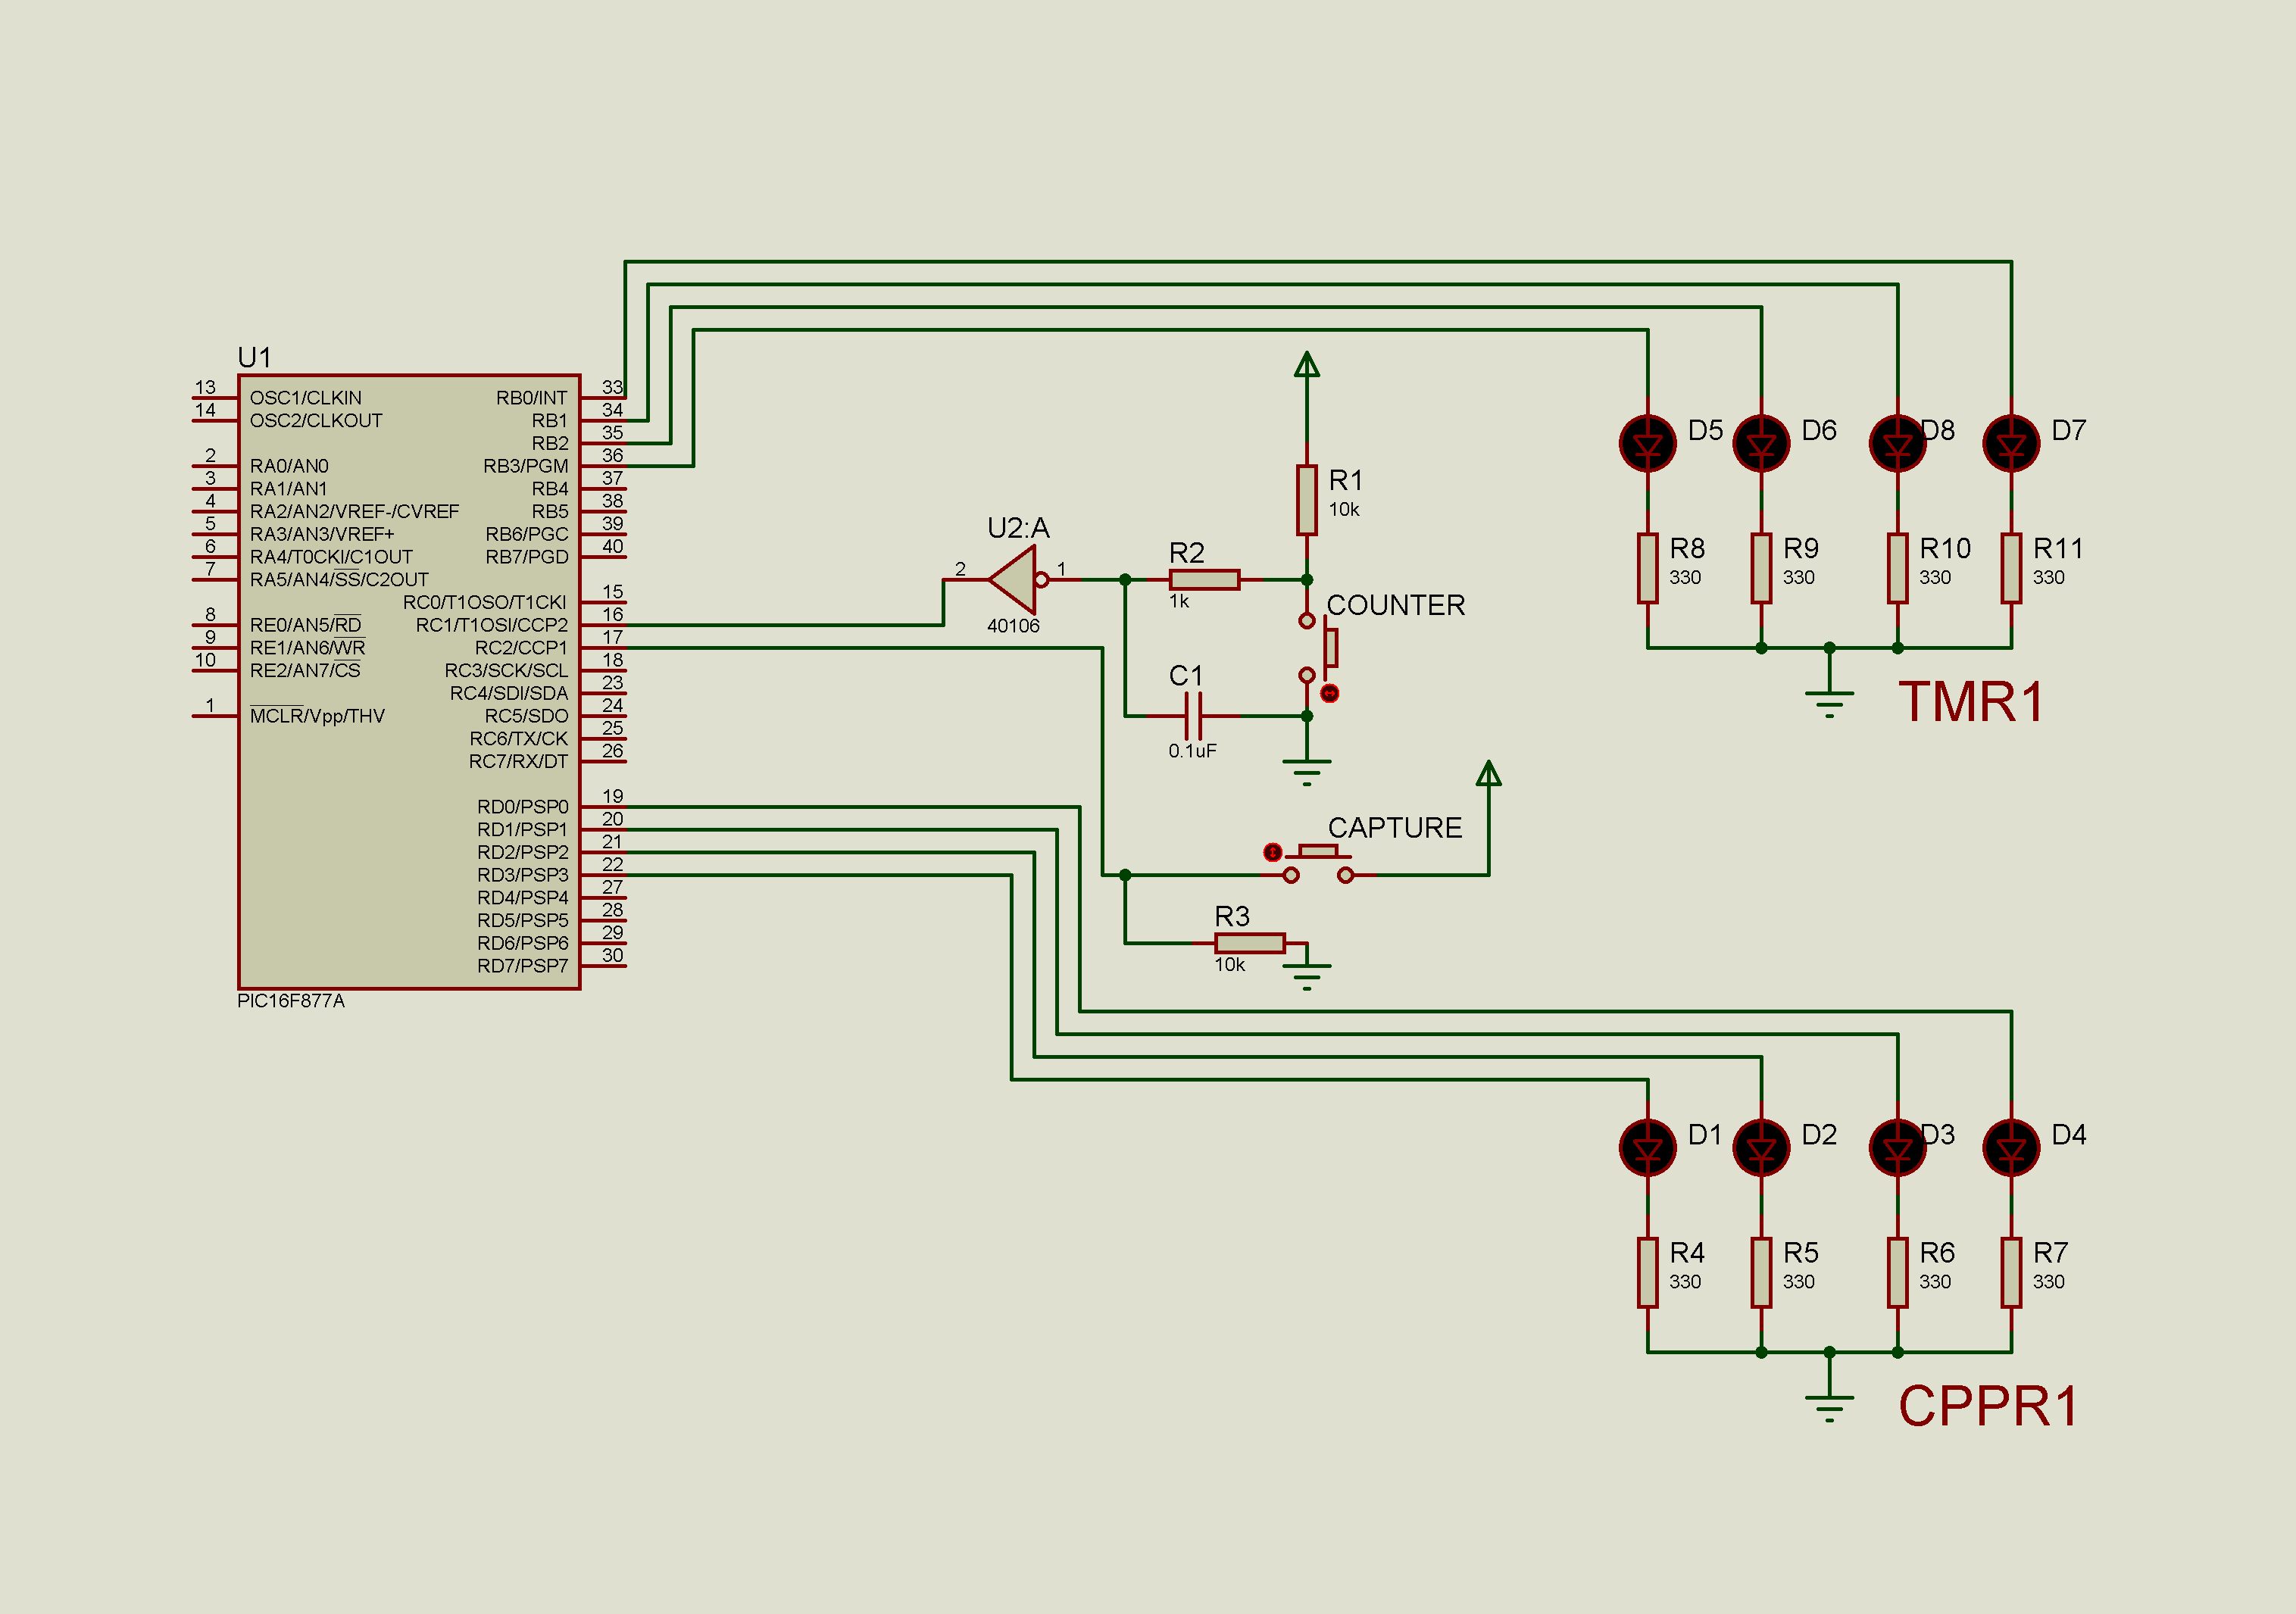 U1
13 OSC1/CLKIN
14 OSC2/CLKOUT
2 RA0/AN0
3 RA1/AN1
4 RA2/AN2/VREF-/CVREF
5 RA3/AN3/VREF+
6 RA4/T0CKI/C1OUT
7 RA5/AN4/SS/C2OUT
8 RE0/AN5/RD
9 RE1/AN6/WR
10 RE2/AN7/CS
1 MCLR/Vpp/THV
RB0/INT 33
RB1 34
RB2 35
RB3/PGM 36
RB4 37
RB5 38
RB6/PGC 39
RB7/PGD 40
RC0/T1OSO/T1CKI 15
RC1/T1OSI/CCP2 16
RC2/CCP1 17
RC3/SCK/SCL 18
RC4/SDI/SDA 23
RC5/SDO 24
RC6/TX/CK 25
RC7/RX/DT 26
RD0/PSP0 19
RD1/PSP1 20
RD2/PSP2 21
RD3/PSP3 22
RD4/PSP4 27
RD5/PSP5 28
RD6/PSP6 29
RD7/PSP7 30
PIC16F877A
U2:A
2 1
40106
R1
10k
R2
1k
COUNTER
C1
0.1uF
CAPTURE
R3
10k
D5 D6 D8 D7
R8 R9 R10 R11
330 330 330 330
TMR1
D1 D2 D3 D4
R4 R5 R6 R7
330 330 330 330
CPPR1